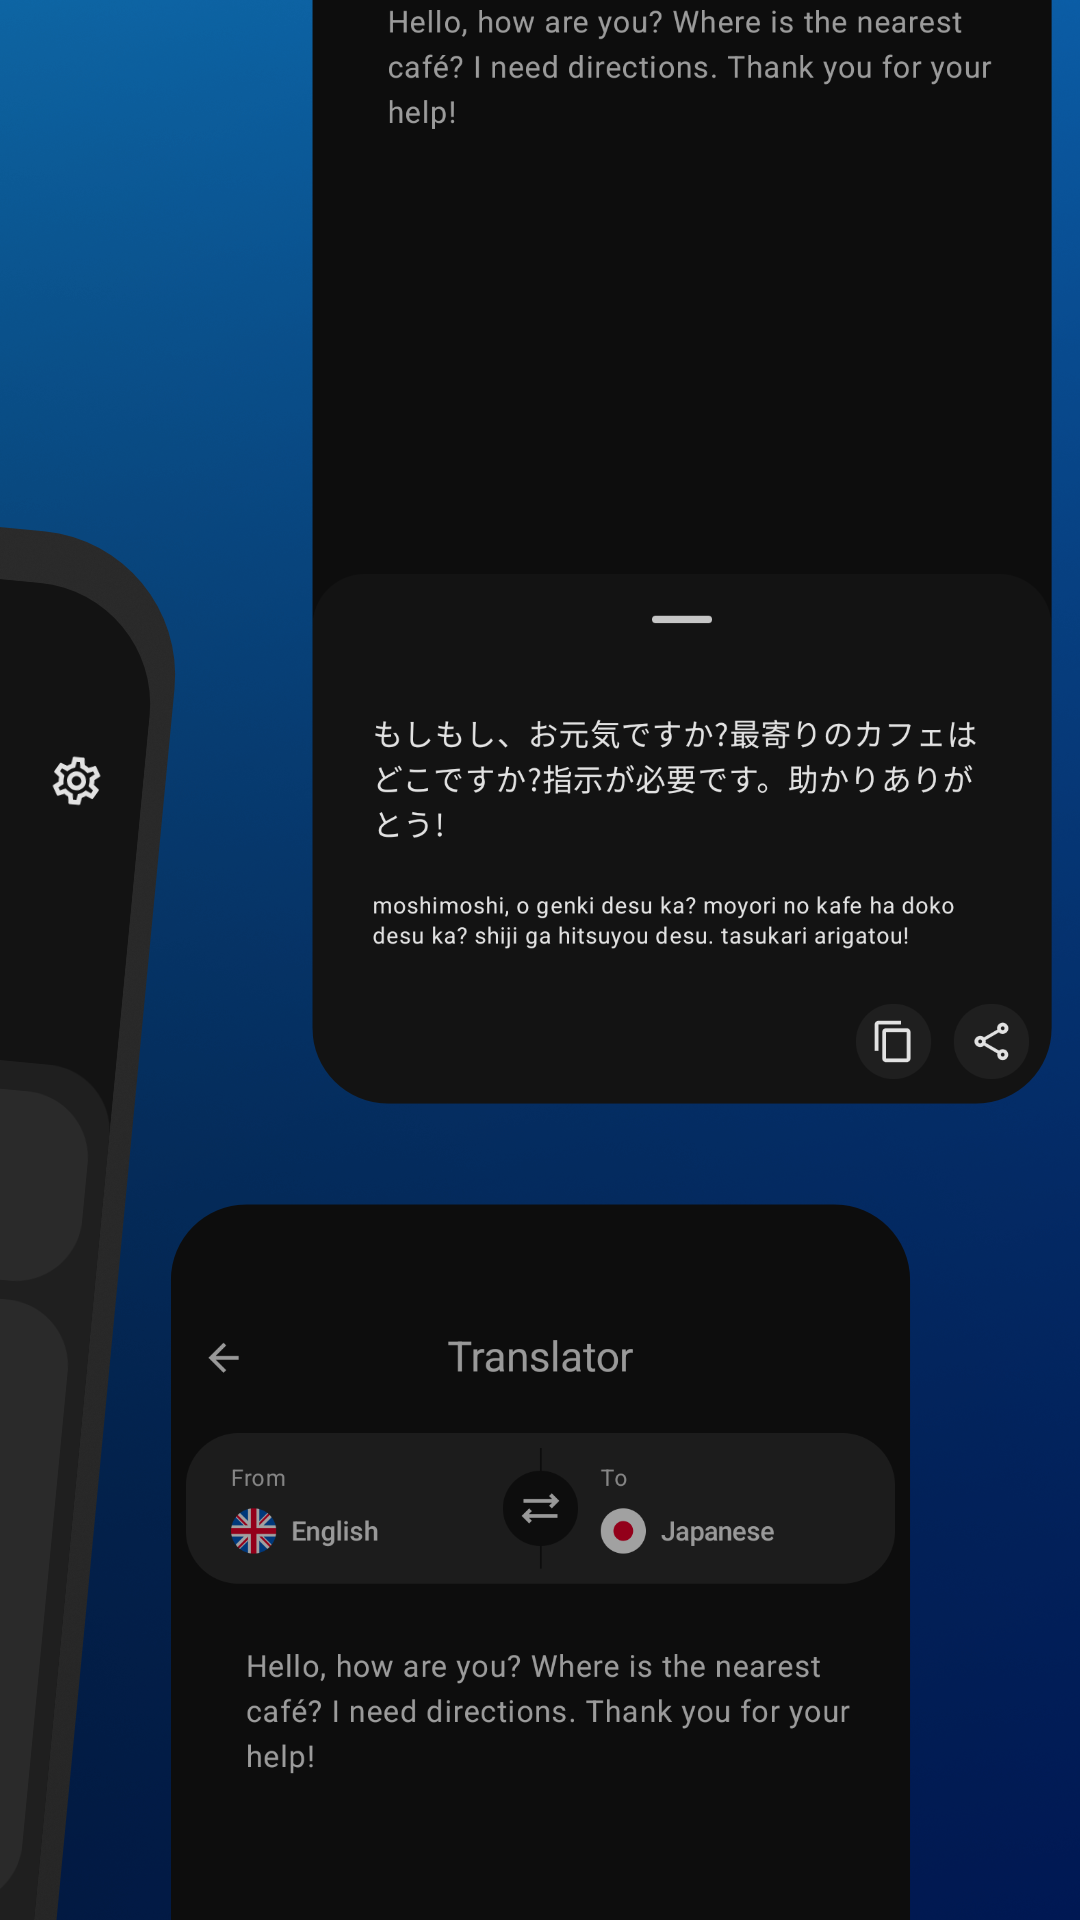 Hello, how are you? Where is the nearest
café? I need directions. Thank you for your
help!
もしもし、お元気ですか?最寄りのカフェは
どこですか?指示が必要です。助かりありが
とう!
moshimoshi, o genki desu ka? moyori no kafe ha doko
desu ka? shiji ga hitsuyou desu. tasukari arigatou!
Translator
From
To
English
Japanese
Hello, how are you? Where is the nearest
café? I need directions. Thank you for your
help!